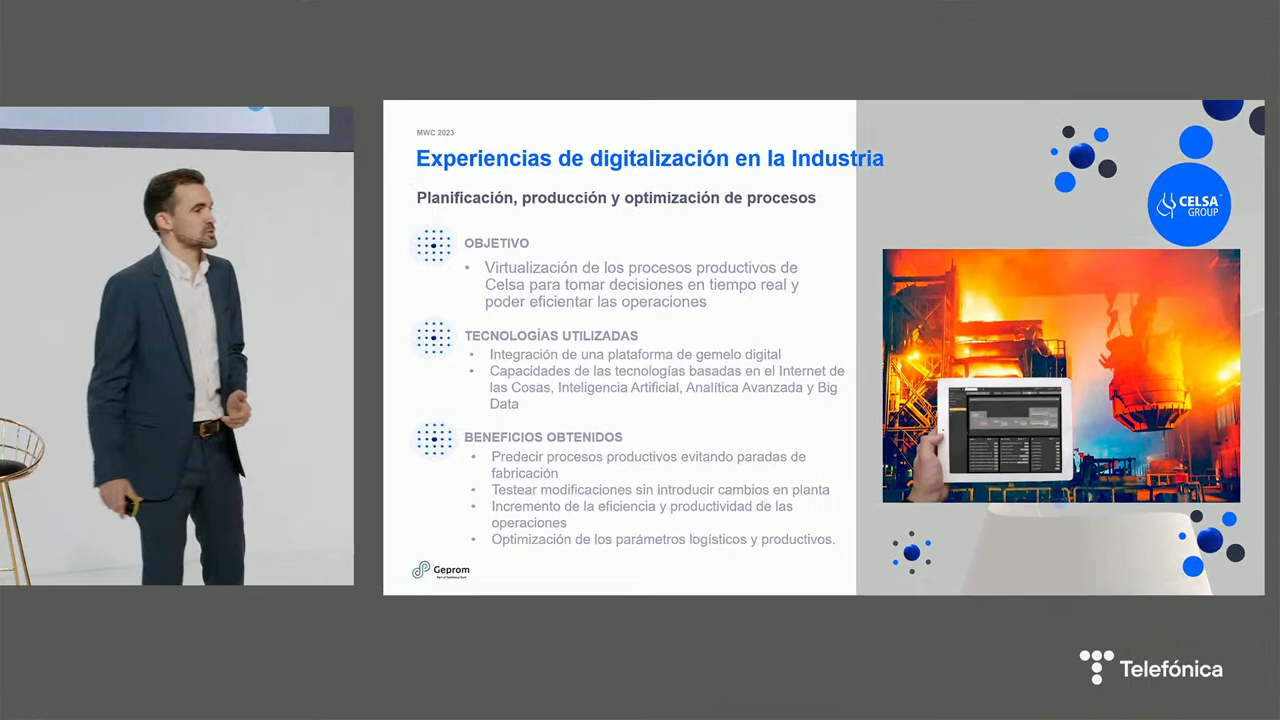 MWC 2023
Experiencias de digitalización en la Industria
Planificación, producción y optimización de procesos
OBJETIVO
• Virtualización de los procesos productivos de
Celsa para tomar decisiones en tiempo real y
poder eficientar las operaciones
TECNOLOGÍAS UTILIZADAS
• Integración de una plataforma de gemelo digital
• Capacidades de las tecnologías basadas en el Internet de
las Cosas, Inteligencia Artificial, Analítica Avanzada y Big
Data
BENEFICIOS OBTENIDOS
• Predecir procesos productivos evitando paradas de
fabricación
• Testear modificaciones sin introducir cambios en planta
• Incremento de la eficiencia y productividad de las
operaciones
• Optimización de los parámetros logísticos y productivos.
Geprom
CELSA
GROUP
Telefónica